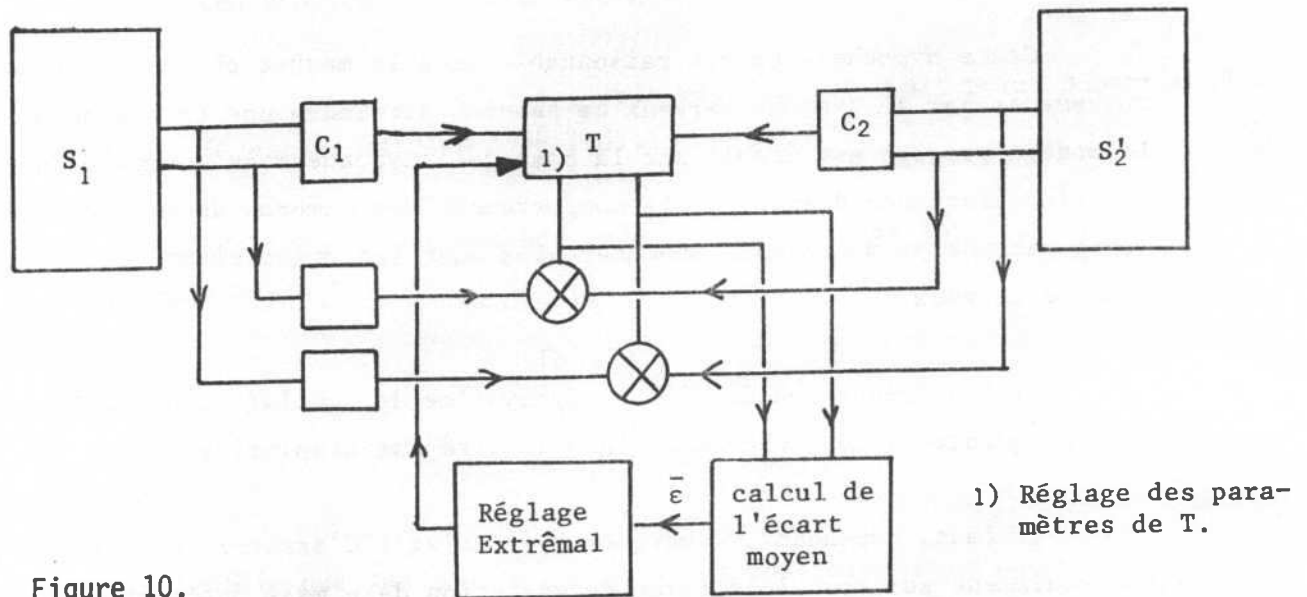 S1
C1
T
1)
C2
S'2
ε̄
Réglage
Extrêmal
calcul de
l'écart
moyen
1) Réglage des para-
mètres de T.
Figure 10.